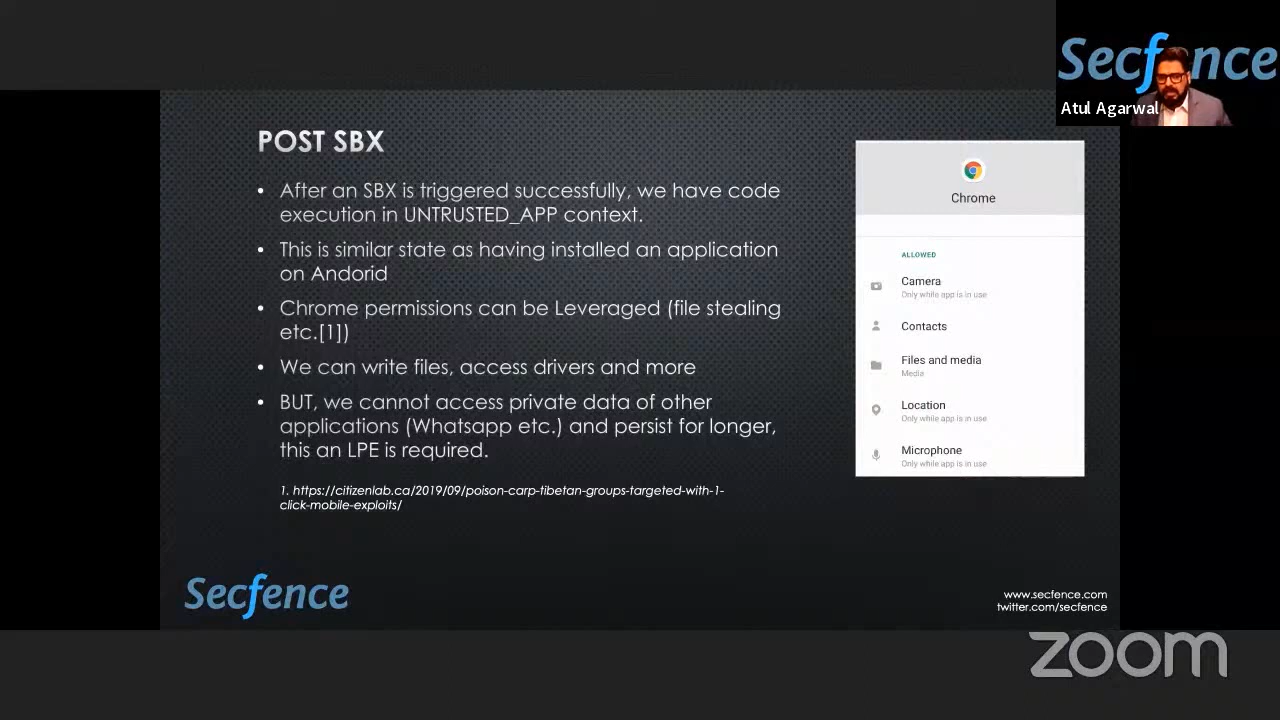 Secfence
Atul Agarwal
POST SBX
• After an SBX is triggered successfully, we have code
execution in UNTRUSTED_APP context.
• This is similar state as having installed an application
on Andorid
• Chrome permissions can be Leveraged (file stealing
etc.[1])
• We can write files, access drivers and more
• BUT, we cannot access private data of other
applications (Whatsapp etc.) and persist for longer,
this an LPE is required.
1. https://citizenlab.ca/2019/09/poison-carp-tibetan-groups-targeted-with-1-
click-mobile-exploits/
Chrome
ALLOWED
Camera
Only while app is in use
Contacts
Files and media
Media
Location
Only while app is in use
Microphone
Only while app is in use
Secfence
www.secfence.com
twitter.com/secfence
zoom